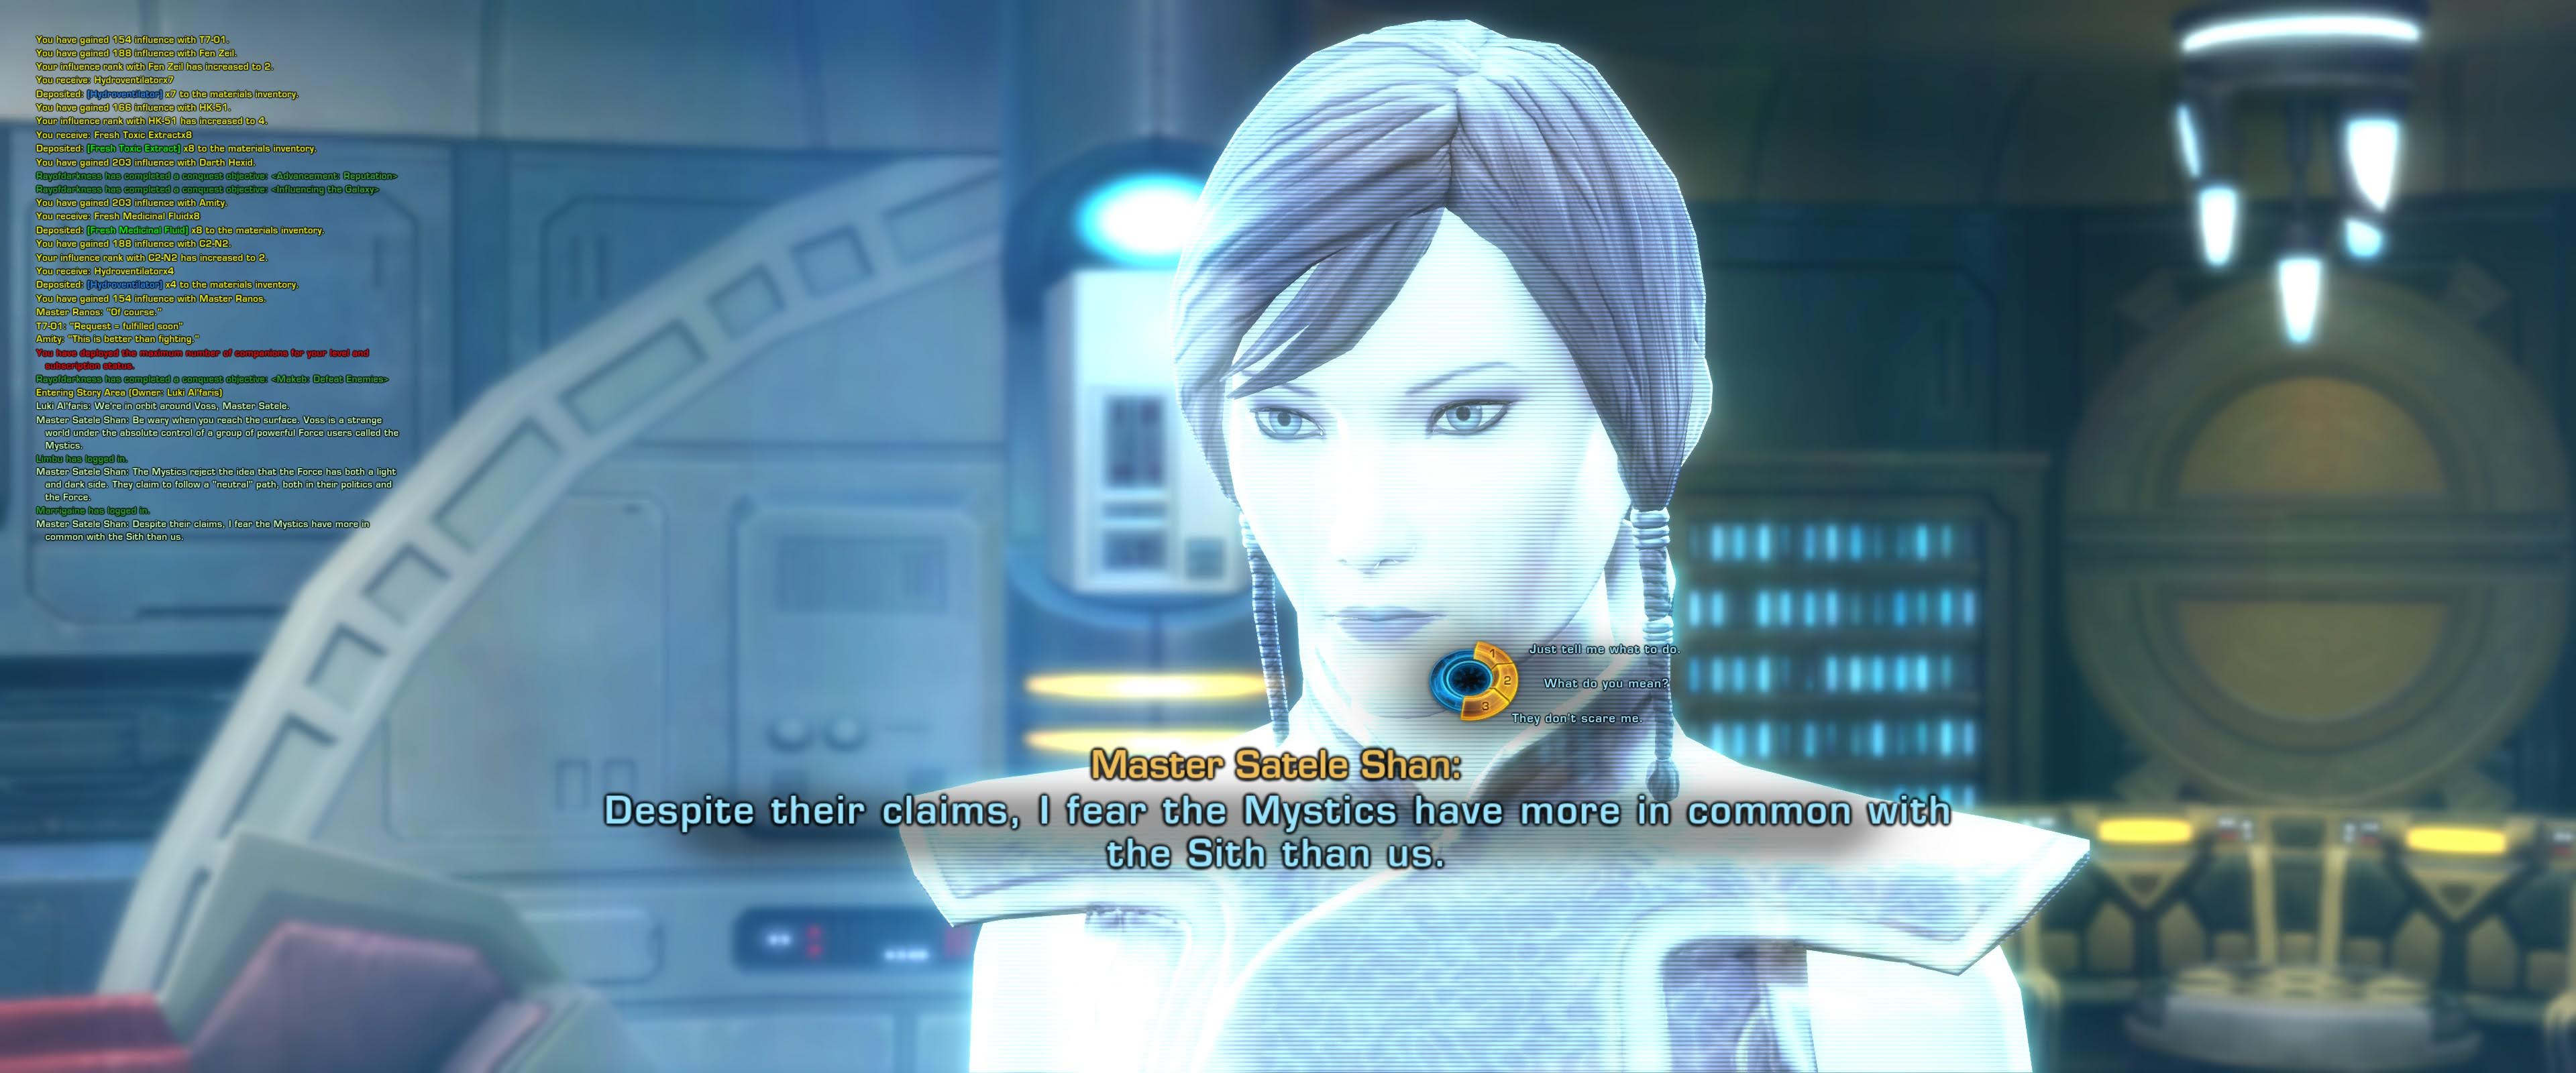 You have gained 154 influence with T7-01.
You have gained 188 influence with Fen Zeil.
Your influence rank with Fen Zeil has increased to 2.
You receive: Hydroventilatorx7
Deposited: [Hydroventilator] x7 to the materials inventory.
You have gained 166 influence with HK-51.
Your influence rank with HK-51 has increased to 4.
You receive: Fresh Toxic Extractx8
Deposited: [Fresh Toxic Extract] x8 to the materials inventory.
You have gained 203 influence with Darth Hexid.
Rayofdarkness has completed a conquest objective: <Advancement: Reputation>
Rayofdarkness has completed a conquest objective: <Influencing the Galaxy>
You have gained 203 influence with Amity.
You receive: Fresh Medicinal Fluidx8
Deposited: [Fresh Medicinal Fluid] x8 to the materials inventory.
You have gained 188 influence with C2-N2.
Your influence rank with C2-N2 has increased to 2.
You receive: Hydroventilatorx4
Deposited: [Hydroventilator] x4 to the materials inventory.
You have gained 154 influence with Master Ranos.
Master Ranos: "Of course."
T7-01: "Request = fulfilled soon"
Amity: "This is better than fighting."
You have deployed the maximum number of companions for your level and
subscription status.
Rayofdarkness has completed a conquest objective: <Makeb: Defeat Enemies>
Entering Story Area (Owner: Luki Al'faris)
Luki Al'faris: We're in orbit around Voss, Master Satele.
Master Satele Shan: Be wary when you reach the surface. Voss is a strange
world under the absolute control of a group of powerful Force users called the
Mystics.
Limbu has logged in.
Master Satele Shan: The Mystics reject the idea that the Force has both a light
and dark side. They claim to follow a "neutral" path, both in their politics and
the Force.
Marrigaine has logged in.
Master Satele Shan: Despite their claims, I fear the Mystics have more in
common with the Sith than us.
1 Just tell me what to do.
2 What do you mean?
3 They don't scare me.
Master Satele Shan:
Despite their claims, I fear the Mystics have more in common with
the Sith than us.